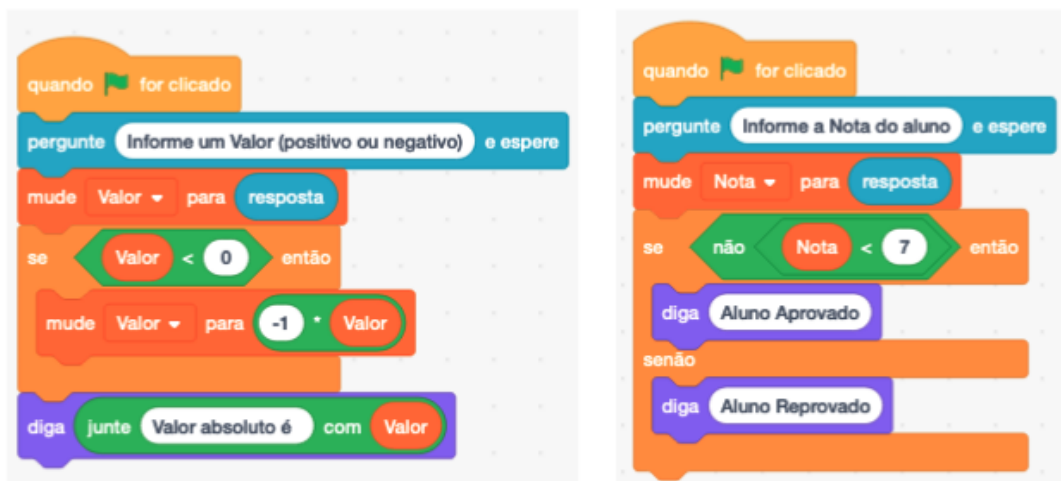 quando for clicado
pergunte Informe um Valor (positivo ou negativo) e espere
mude Valor para resposta
se Valor < 0 então
mude Valor para -1 * Valor
diga junte Valor absoluto é com Valor
quando for clicado
pergunte Informe a Nota do aluno e espere
mude Nota para resposta
se não Nota < 7 então
diga Aluno Aprovado
senão
diga Aluno Reprovado